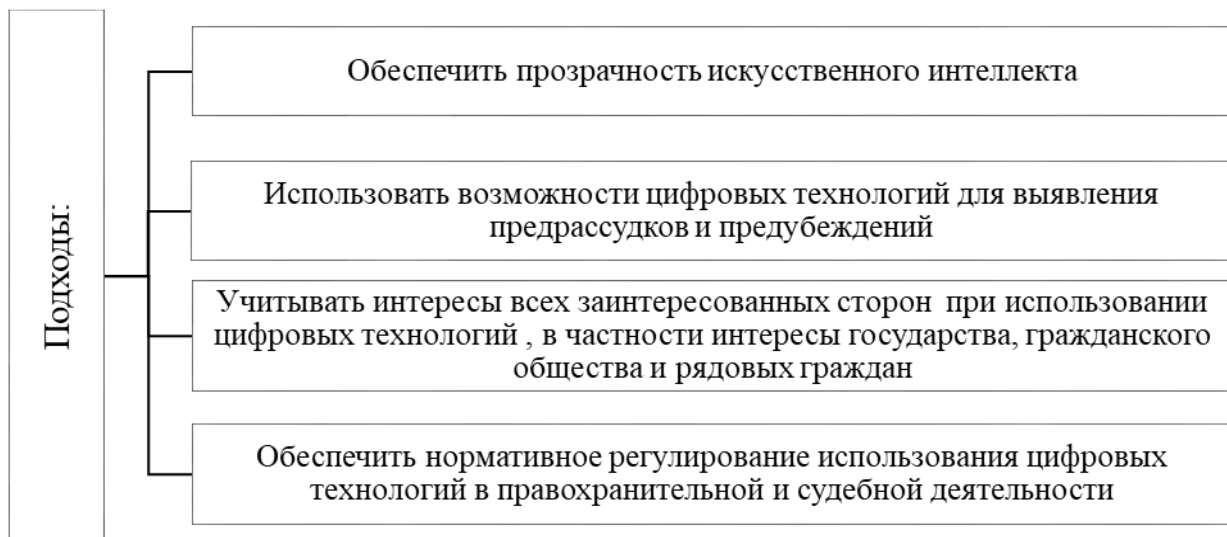 Подходы:
Обеспечить прозрачность искусственного интеллекта
Использовать возможности цифровых технологий для выявления
предрассудков и предубеждений
Учитывать интересы всех заинтересованных сторон при использовании
цифровых технологий , в частности интересы государства, гражданского
общества и рядовых граждан
Обеспечить нормативное регулирование использования цифровых
технологий в правохранительной и судебной деятельности